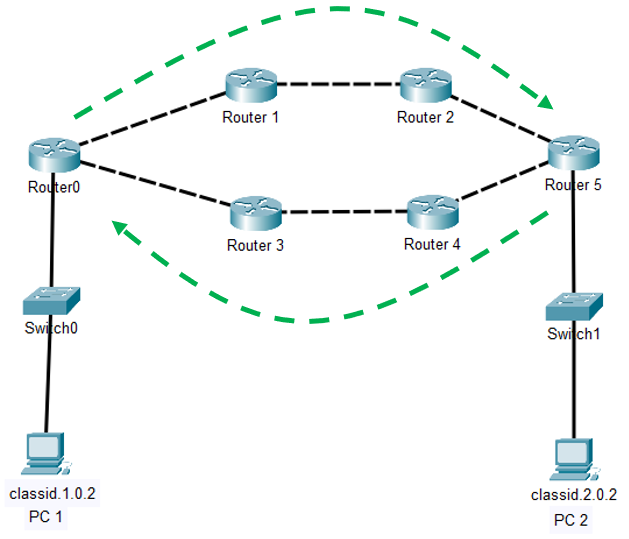 Router 1
Router 2
Router0
Router 5
Router 3
Router 4
Switch0
Switch1
classid.1.0.2
PC 1
classid.2.0.2
PC 2